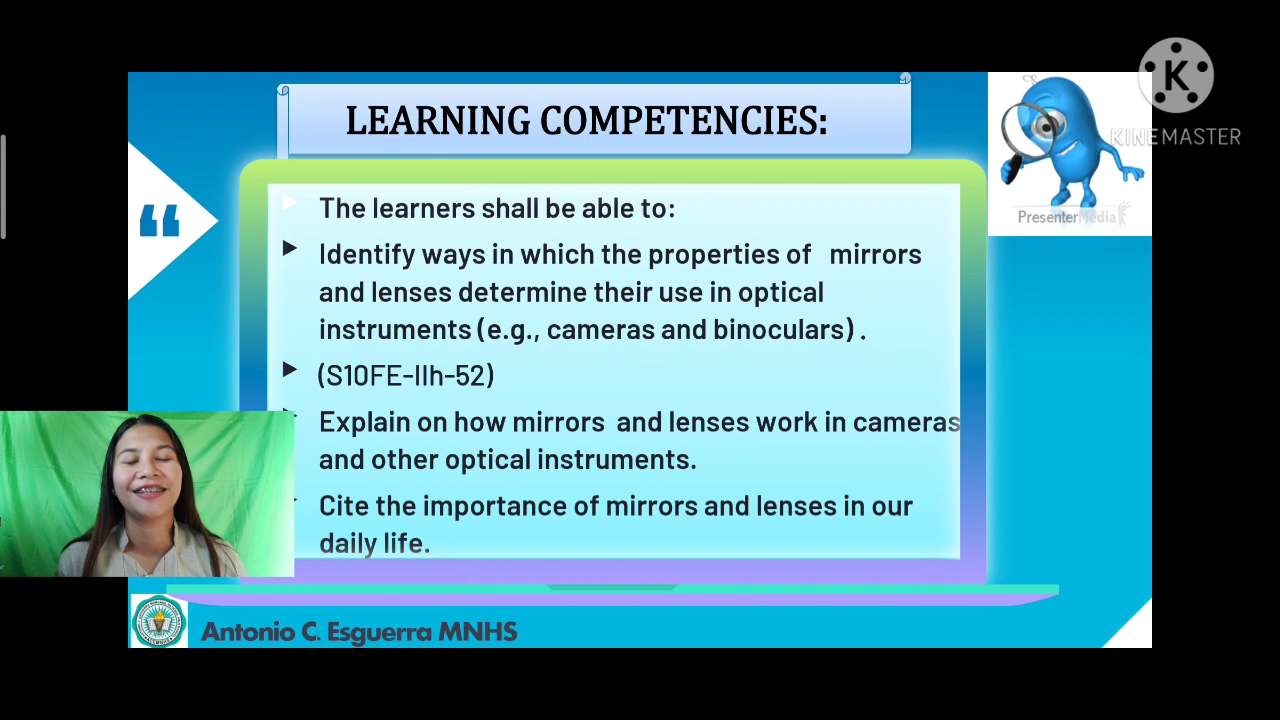 LEARNING COMPETENCIES:
The learners shall be able to:
Identify ways in which the properties of mirrors
and lenses determine their use in optical
instruments (e.g., cameras and binoculars) .
(S10FE-IIh-52)
Explain on how mirrors and lenses work in cameras
and other optical instruments.
Cite the importance of mirrors and lenses in our
daily life.
Antonio C. Esguerra MNHS
K
KINEMASTER
PresenterMedia